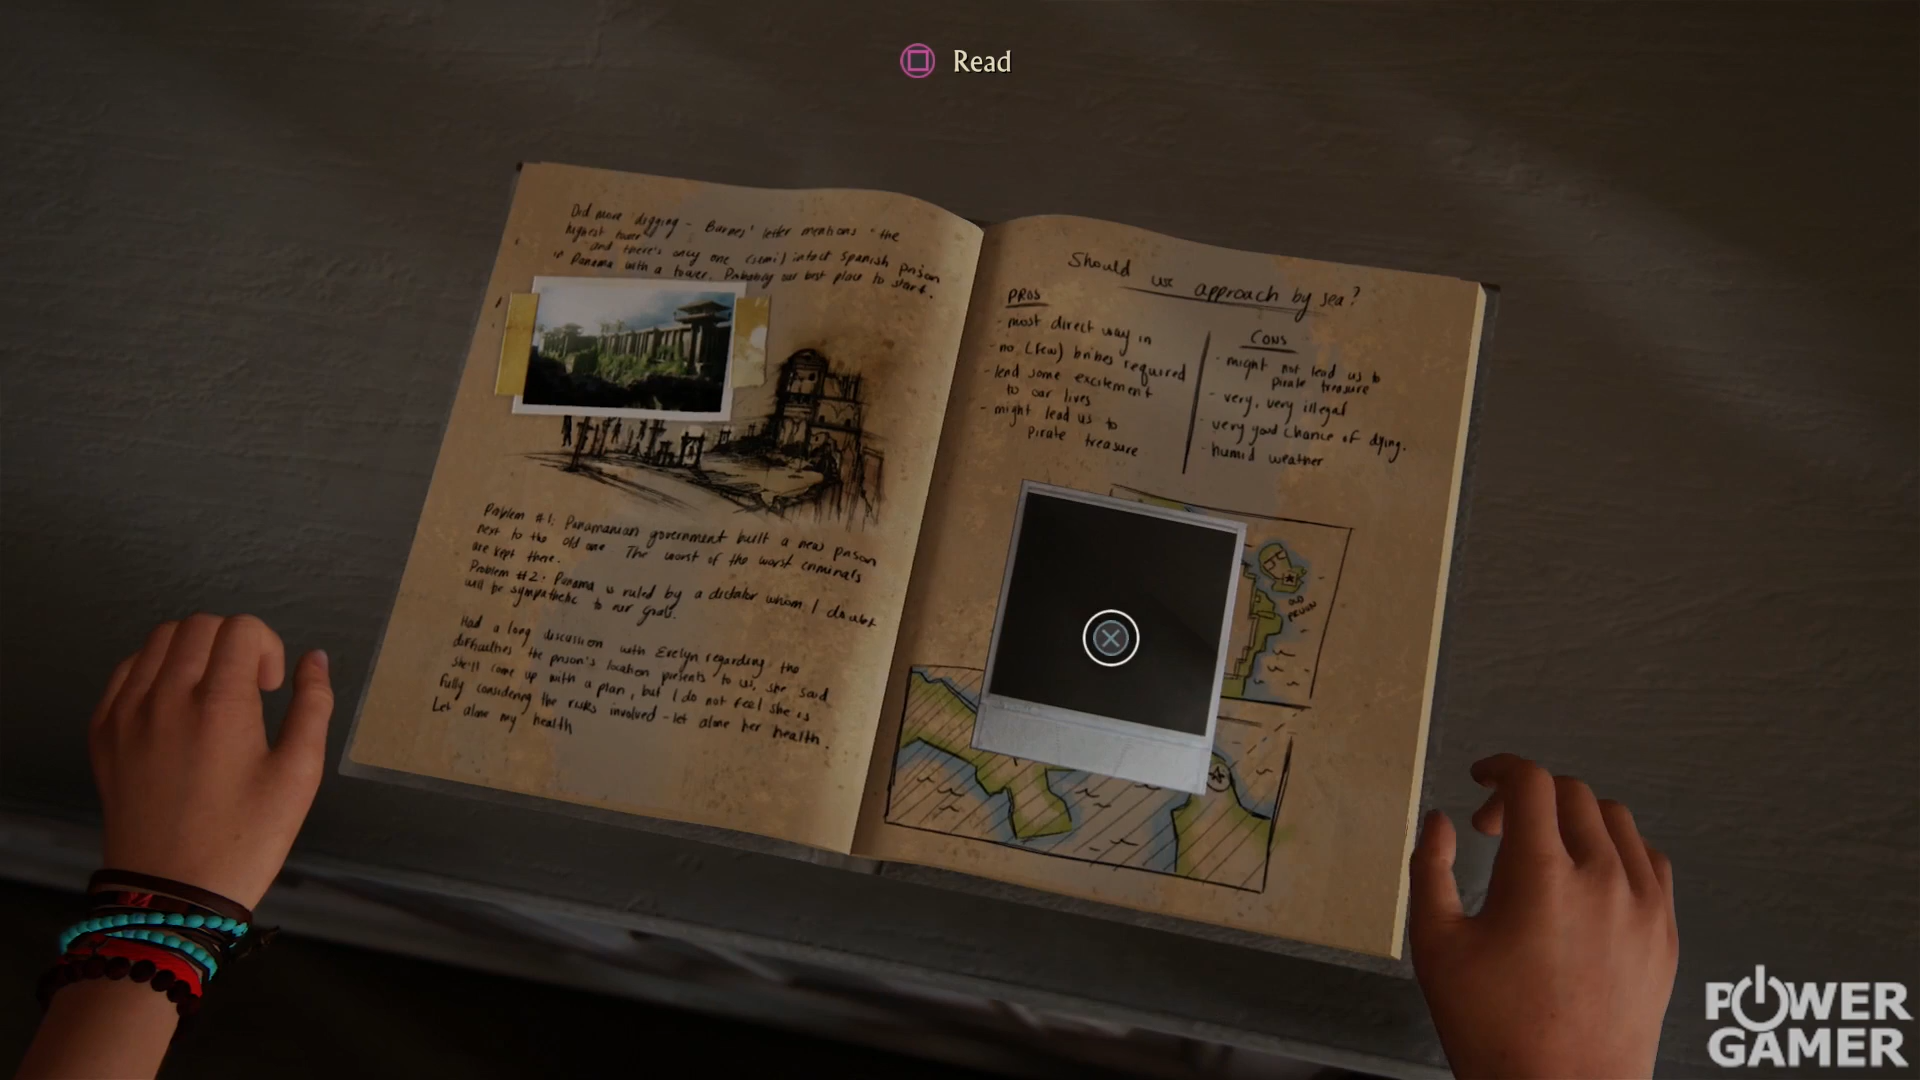 Read
Did more digging - Barnes' letter mentions "the
highest tower"
and there's only one (semi) intact Spanish prison
in Panama with a tower. Probably our best place to start.
Problem #1: Panamanian government built a new prison
next to the old one. The worst of the worst criminals
are kept there.
Problem #2: Panama is ruled by a dictator whom I doubt
will be sympathetic to our goals.
Had a long discussion with Evelyn regarding the
difficulties the prison's location presents to us, she said
she'll come up with a plan, but I do not feel she is
fully considering the risks involved - let alone her health.
Let alone my health
Should we approach by sea?
PROS
- most direct way in
- no (few) bribes required
- lend some excitement
to our lives
- might lead us to
pirate treasure
CONS
- might not lead us to
pirate treasure
- very, very illegal
- very good chance of dying.
- humid weather
old
prison
POWER
GAMER